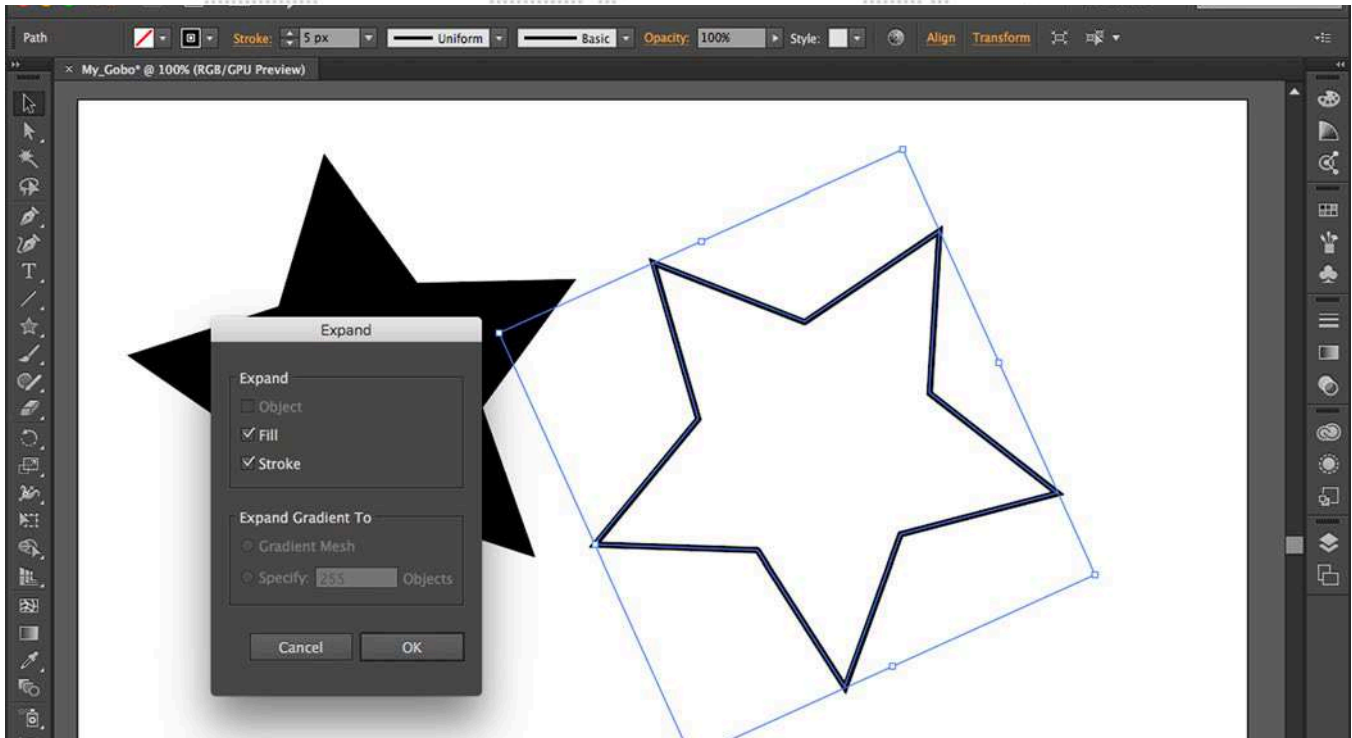 Path Stroke: 5 px Uniform Basic Opacity: 100% Style: Align Transform
× My_Gobo* @ 100% (RGB/GPU Preview)
T
Expand
Expand
Object
Fill
Stroke
Expand Gradient To
Gradient Mesh
Specify: 255 Objects
Cancel OK